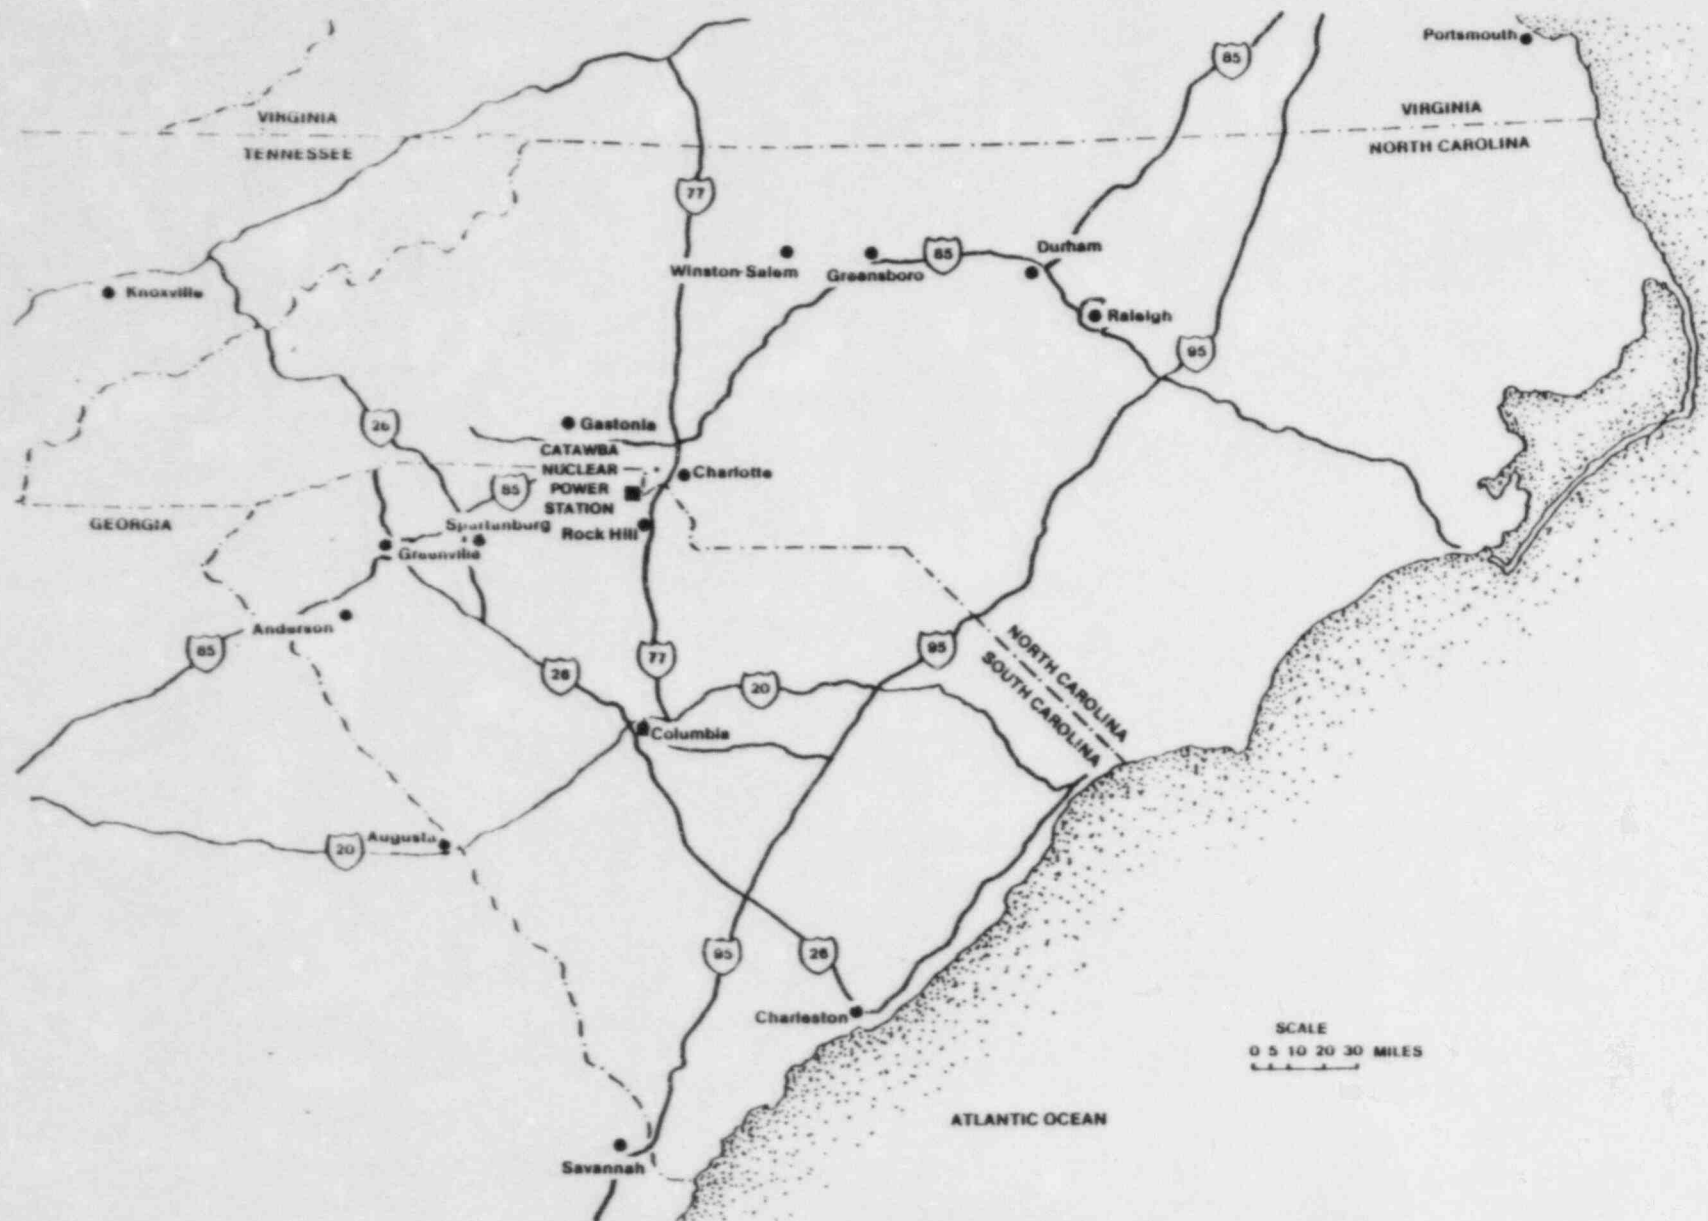 Portsmouth
85
VIRGINIA
VIRGINIA
TENNESSEE
NORTH CAROLINA
77
Durham
85
Winston-Salem
Greensboro
Knoxville
Raleigh
95
26
Gastonia
CATAWBA
NUCLEAR
POWER
STATION
Charlotte
85
GEORGIA
Spartanburg
Rock Hill
Greenville
Anderson
85
77
95
NORTH CAROLINA
SOUTH CAROLINA
26
20
Columbia
Augusta
20
95
26
Charleston
SCALE
0 5 10 20 30 MILES
ATLANTIC OCEAN
Savannah